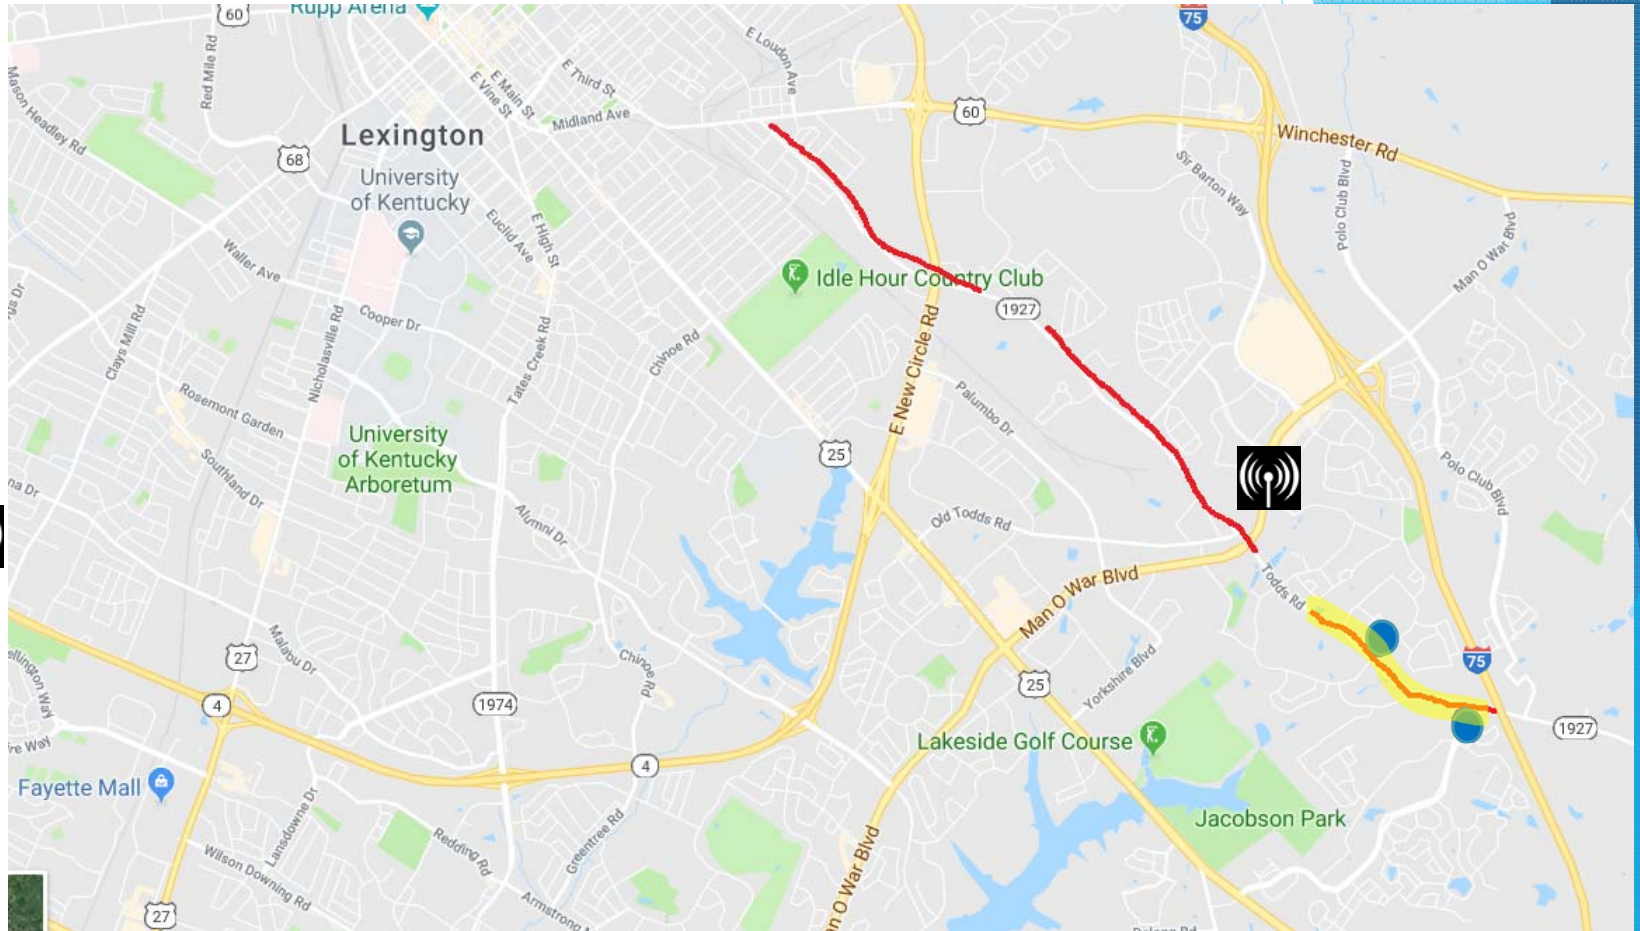 Rupp Arena
60
75
Red Mile Rd
E Loudon Ave
E Third St
E Main St
E Vine St
Mason Headley Rd
Midland Ave
60
Winchester Rd
Lexington
68
University
of Kentucky
Sir Barton Way
Polo Club Blvd
Man O War Blvd
Euclid Ave
E High St
Waller Ave
Idle Hour Country Club
1927
Clays Mill Rd
Nicholasville Rd
Cooper Dr
Tates Creek Rd
Chinoe Rd
E New Circle Rd
Palumbo Dr
Rosemont Garden
University
of Kentucky
Arboretum
25
Southland Dr
Polo Club Blvd
na Dr
Alumni Dr
Old Todds Rd
Man O War Blvd
Todds Rd
27
Malabu Dr
Chinoe Rd
ellington Way
75
25
Yorkshire Blvd
4
1974
1927
Lakeside Golf Course
4
Fayette Mall
Lansdowne Dr
Redding Rd
Greentree Rd
Jacobson Park
Wilson Downing Rd
Armstrong
n O War Blvd
27